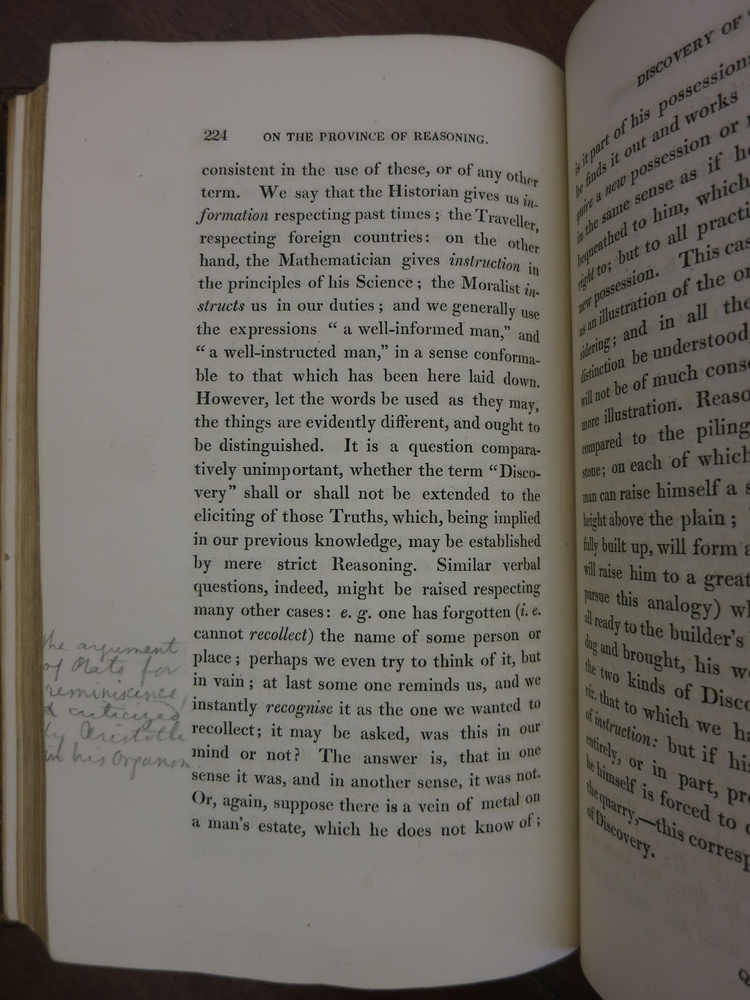 224 ON THE PROVINCE OF REASONING.
consistent in the use of these, or of any other
term. We say that the Historian gives us in-
formation respecting past times ; the Traveller,
respecting foreign countries: on the other
hand, the Mathematician gives instruction in
the principles of his Science ; the Moralist in-
structs us in our duties ; and we generally use
the expressions “ a well-informed man,” and
“ a well-instructed man,” in a sense conforma-
ble to that which has been here laid down.
However, let the words be used as they may,
the things are evidently different, and ought to
be distinguished. It is a question compara-
tively unimportant, whether the term “Disco-
very” shall or shall not be extended to the
eliciting of those Truths, which, being implied
in our previous knowledge, may be established
by mere strict Reasoning. Similar verbal
questions, indeed, might be raised respecting
many other cases: e. g. one has forgotten (i. e.
cannot recollect) the name of some person or
place ; perhaps we even try to think of it, but
in vain ; at last some one reminds us, and we
instantly recognise it as the one we wanted to
recollect; it may be asked, was this in our
mind or not? The answer is, that in one
sense it was, and in another sense, it was not.
Or, again, suppose there is a vein of metal on
a man's estate, which he does not know of ;
the argument
of Plato for
reminiscence
& criticized
by Aristotle
in his Organon
DISCOVERY OF
is it part of his possessions
he finds it out and works
quire a new possession or
in the same sense as if
bequeathed to him, which
right to; but to all
new possession. This
as an illustration of the
sidering; and in all the
distinction be understood,
will not be of much
more illustration.
compared to the piling
stone; on each of which
man can raise himself a
height above the plain ;
fully built up, will form a
will raise him to a great
pursue this analogy)
all ready to the builder's
dug and brought, his
the two kinds of
viz. that to which we
of instruction: but if his
entirely, or in part,
he himself is forced to
the quarry,—this
of Discovery.